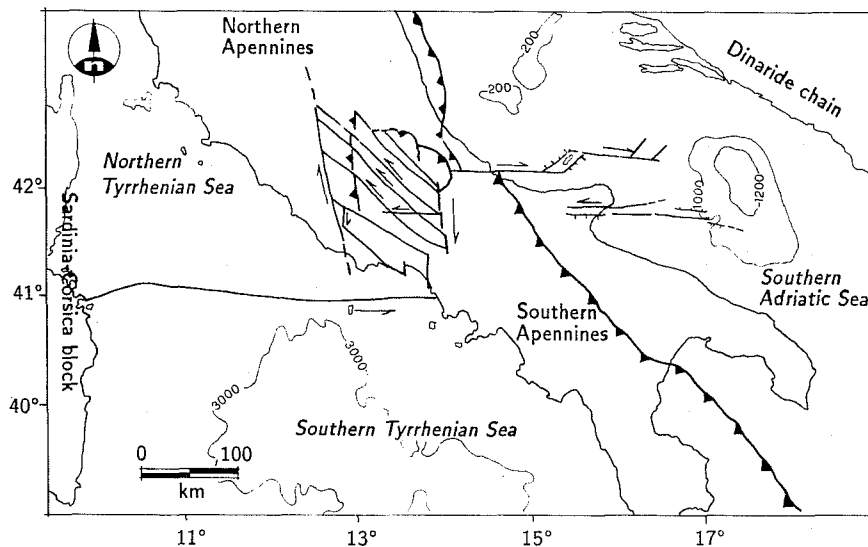 Northern
Apennines
200
200
Dinaride chain
n
Northern
Tyrrhenian Sea
42°
1000
1200
Sardinia-Corsica block
Southern
Adriatic Sea
41°
Southern
Apennines
3000
3000
40°
Southern Tyrrhenian Sea
0 100
km
11° 13° 15° 17°